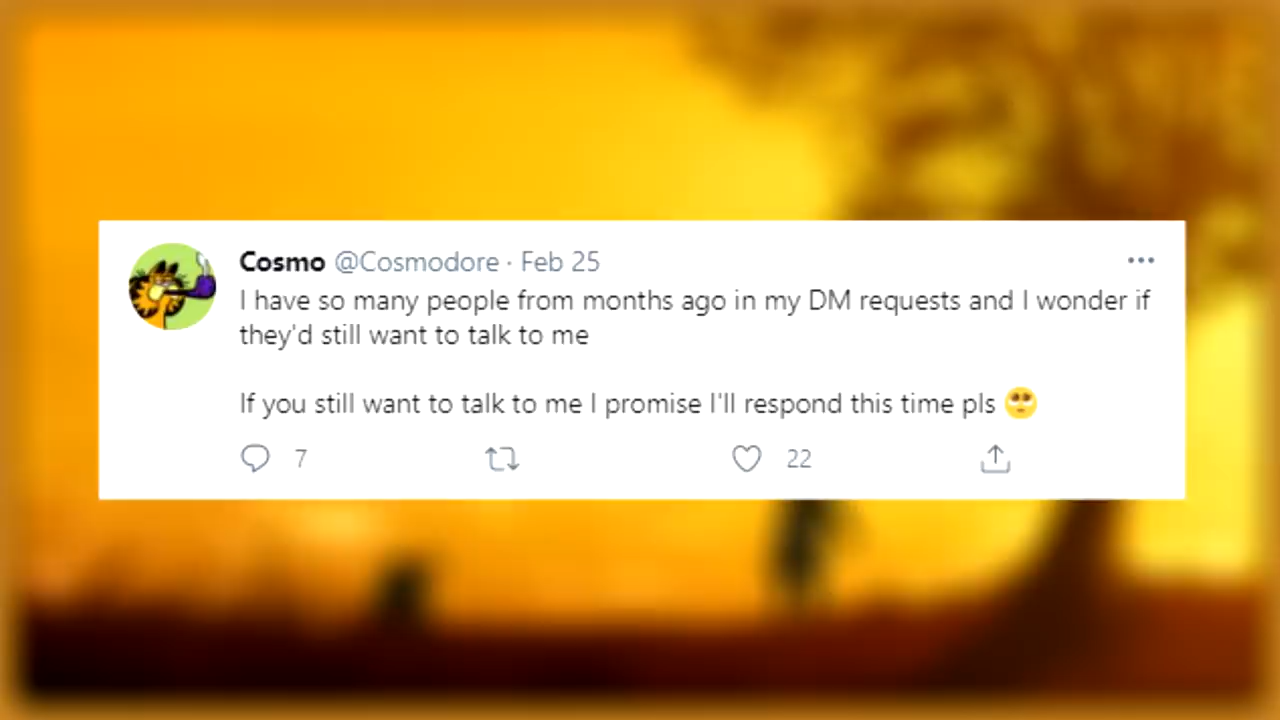 Cosmo @Cosmodore · Feb 25
I have so many people from months ago in my DM requests and I wonder if
they'd still want to talk to me
If you still want to talk to me I promise I'll respond this time pls 🥺
7
22